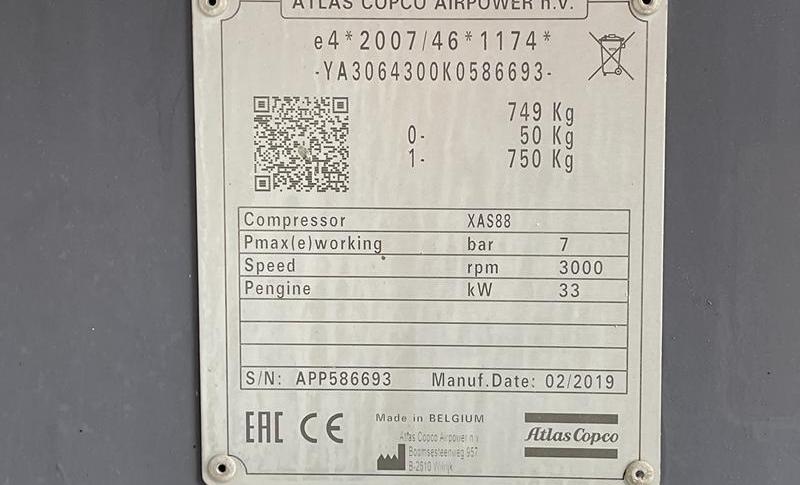 ATLAS COPCO AIRPOWER n.V.
e4*2007/46*1174*
-YA3064300K0586693-
749 Kg
0- 50 Kg
1- 750 Kg
Compressor XAS88
Pmax(e)working bar 7
Speed rpm 3000
Pengine kW 33
S/N: APP586693 Manuf.Date: 02/2019
EAC CE
Made in BELGIUM
Atlas Copco Airpower n.v
Boomsesteenweg 957
B-2610 Wilrijk
Atlas Copco